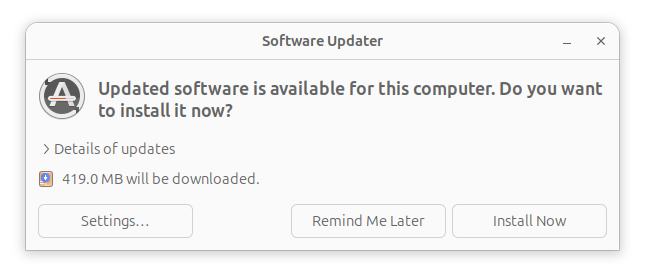 Software Updater
Updated software is available for this computer. Do you want
to install it now?
Details of updates
419.0 MB will be downloaded.
Settings…
Remind Me Later
Install Now